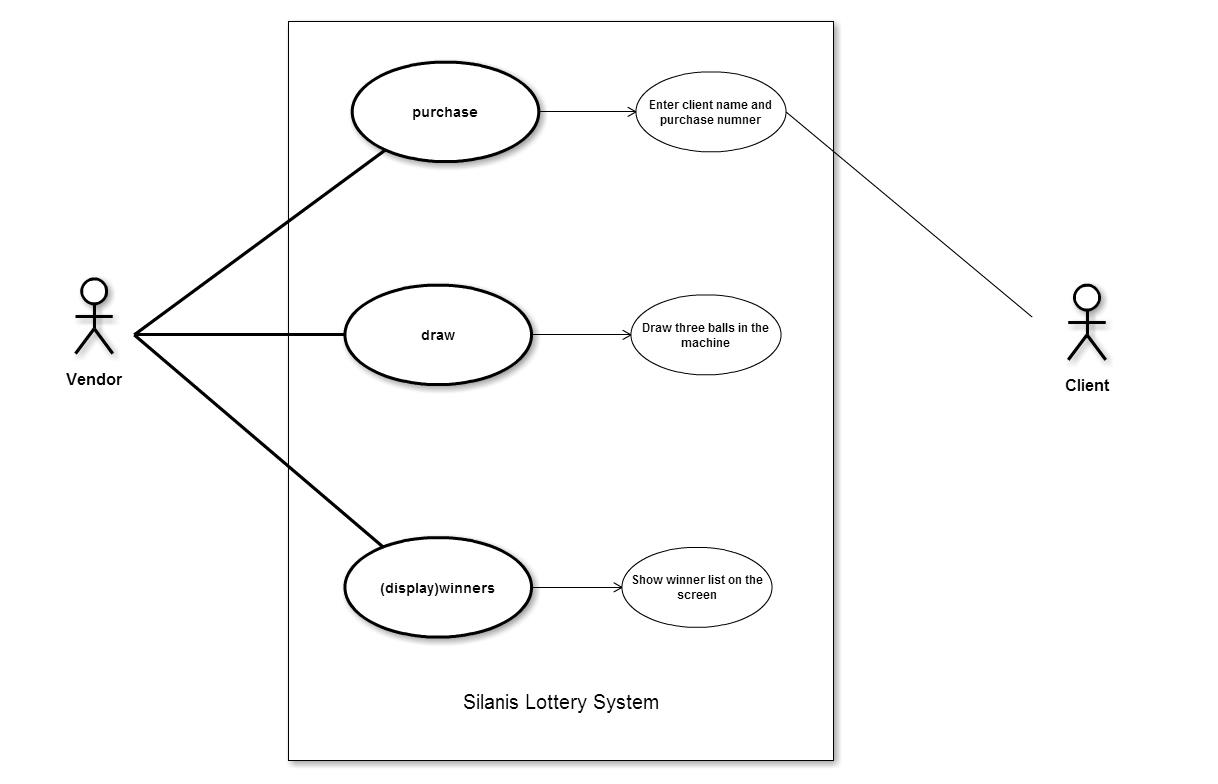 purchase
Enter client name and
purchase numner
draw
Draw three balls in the
machine
Vendor
Client
(display)winners
Show winner list on the
screen
Silanis Lottery System